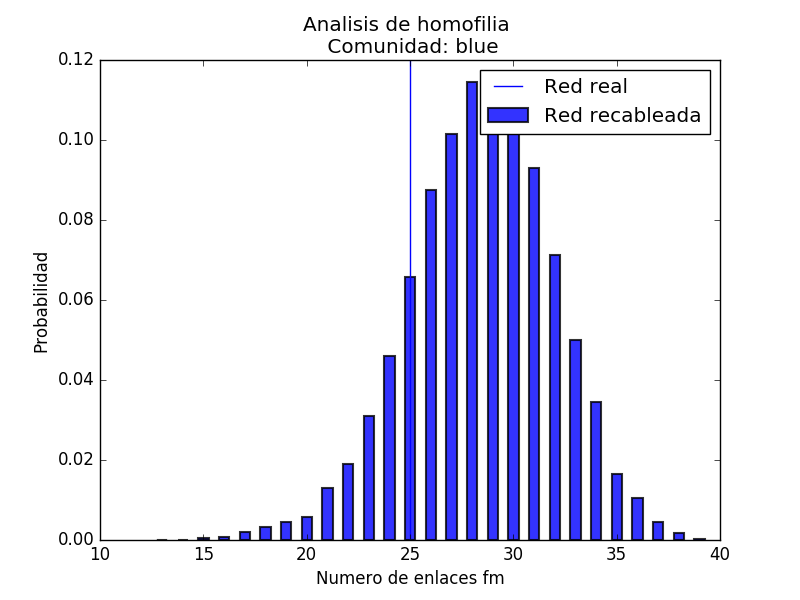 Analisis de homofilia
Comunidad: blue
Red real
Red recableada
0.12
0.10
0.08
0.06
0.04
0.02
0.00
Probabilidad
10 15 20 25 30 35 40
Numero de enlaces fm